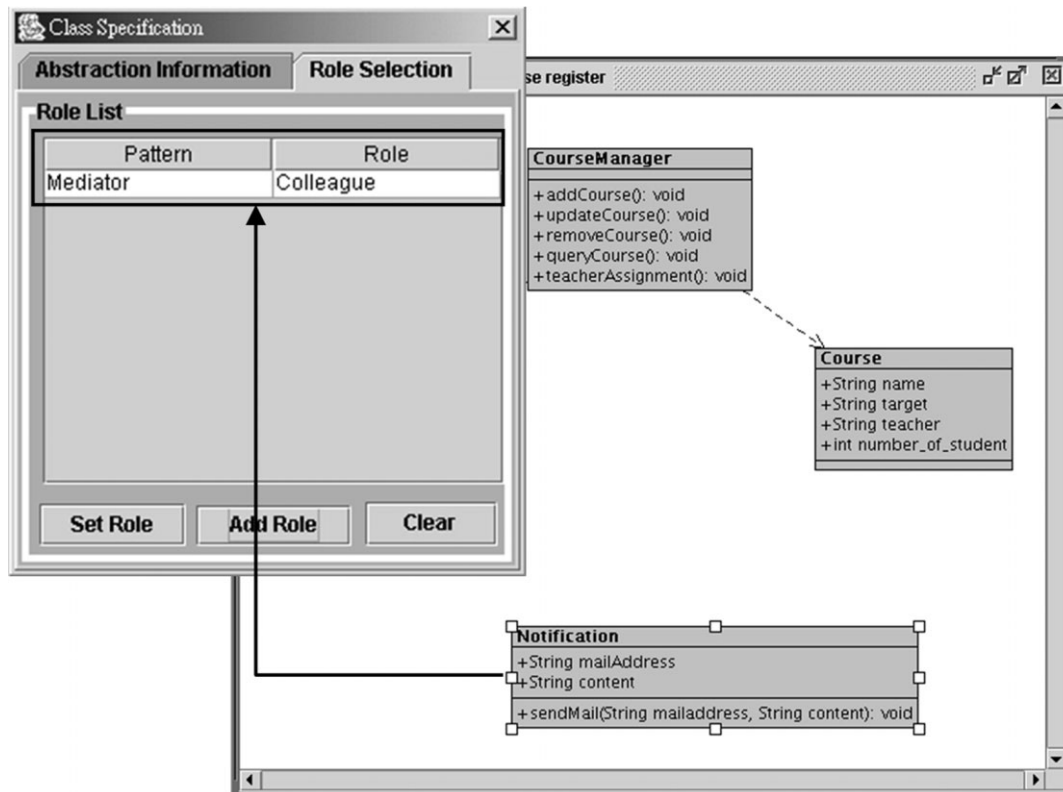 Class Specification
Abstraction Information
Role Selection
Role List
Pattern
Role
Mediator
Colleague
Set Role
Add Role
Clear
se register
CourseManager
+addCourse(): void
+updateCourse(): void
+removeCourse(): void
+queryCourse(): void
+teacherAssignment(): void
Course
+String name
+String target
+String teacher
+int number_of_student
Notification
+String mailAddress
+String content
+sendMail(String mailaddress, String content): void